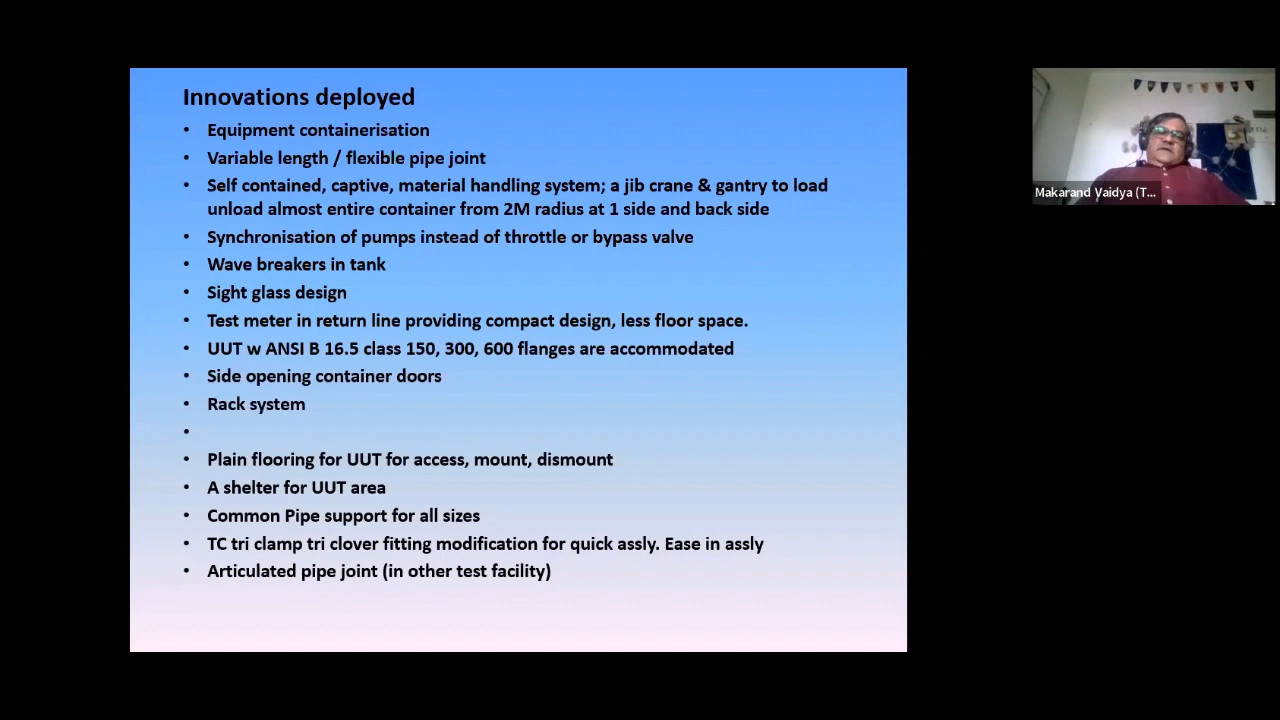 Innovations deployed
• Equipment containerisation
• Variable length / flexible pipe joint
• Self contained, captive, material handling system; a jib crane & gantry to load
unload almost entire container from 2M radius at 1 side and back side
• Synchronisation of pumps instead of throttle or bypass valve
• Wave breakers in tank
• Sight glass design
• Test meter in return line providing compact design, less floor space.
• UUT w ANSI B 16.5 class 150, 300, 600 flanges are accommodated
• Side opening container doors
• Rack system
•
• Plain flooring for UUT for access, mount, dismount
• A shelter for UUT area
• Common Pipe support for all sizes
• TC tri clamp tri clover fitting modification for quick assly. Ease in assly
• Articulated pipe joint (in other test facility)
Makarand Vaidya (T...